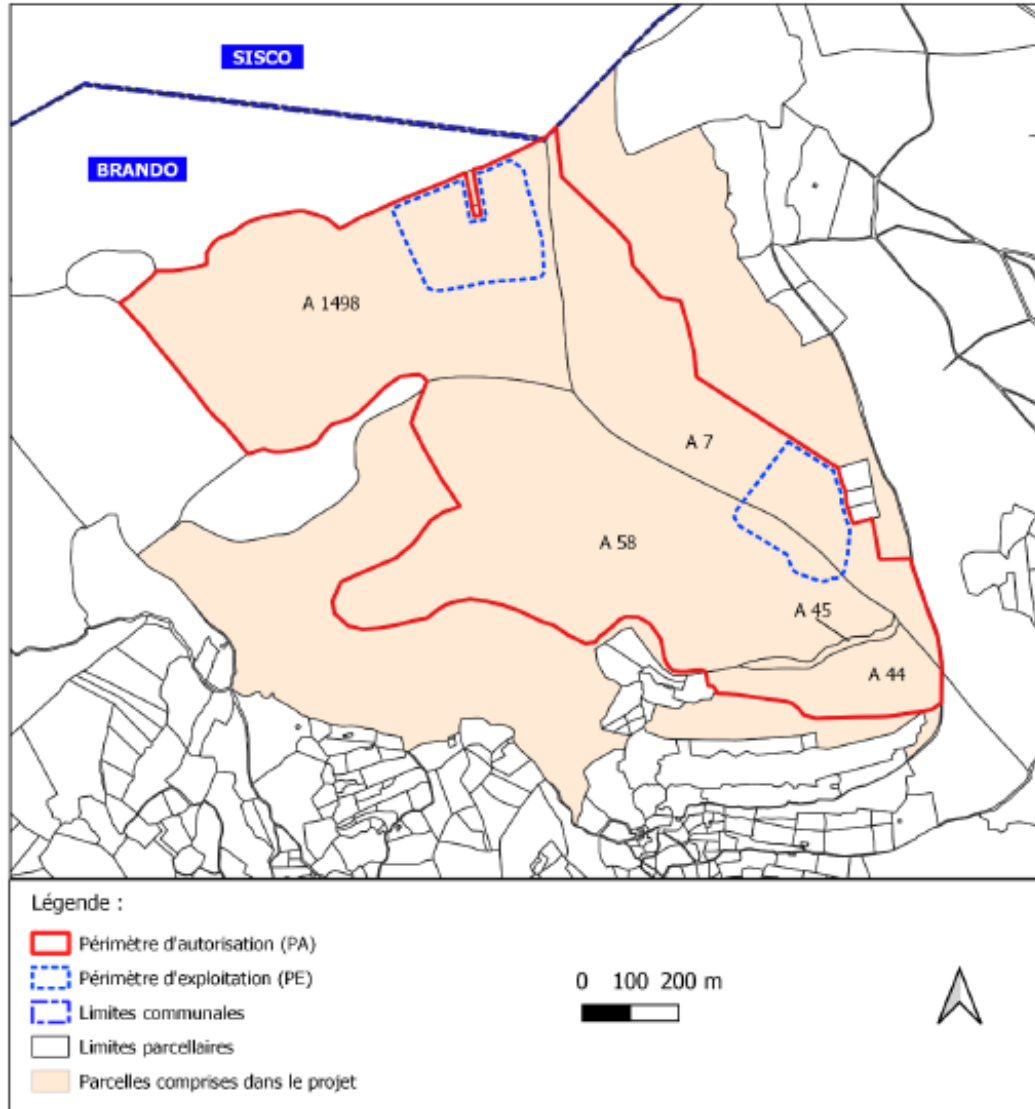 SISCO
BRANDO
A 1498
A 7
A 58
A 45
A 44
Légende :
Périmètre d'autorisation (PA)
Périmètre d'exploitation (PE)
Limites communales
Limites parcellaires
Parcelles comprises dans le projet
0 100 200 m